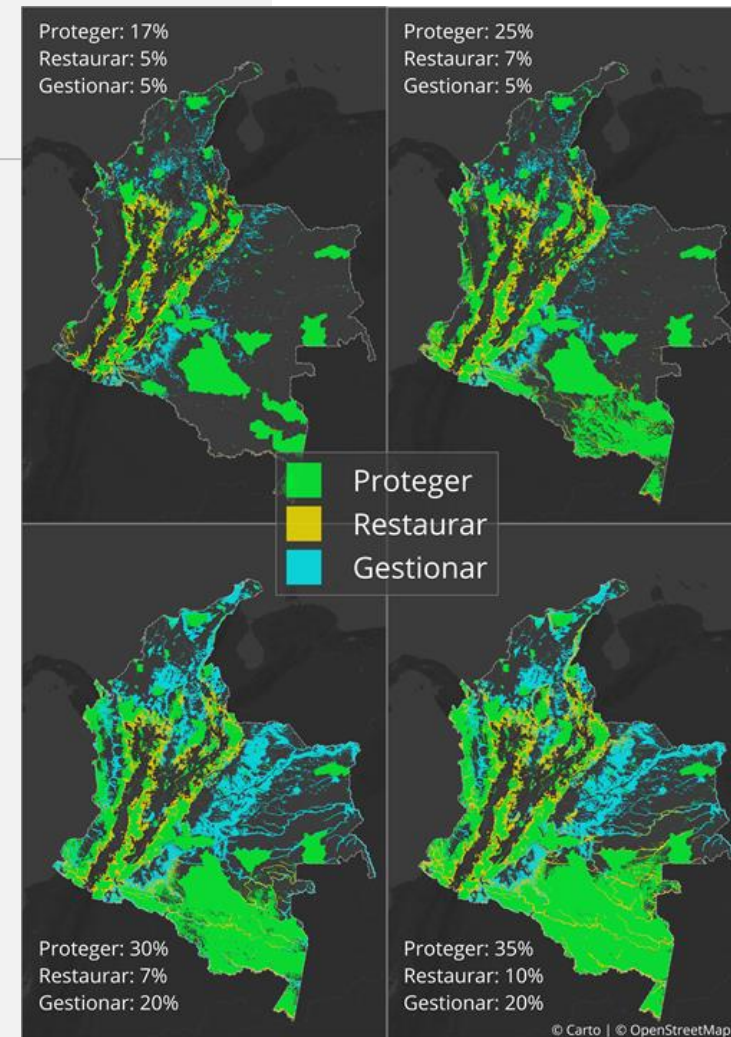 Proteger: 17%
Restaurar: 5%
Gestionar: 5%
Proteger: 25%
Restaurar: 7%
Gestionar: 5%
Proteger
Restaurar
Gestionar
Proteger: 30%
Restaurar: 7%
Gestionar: 20%
Proteger: 35%
Restaurar: 10%
Gestionar: 20%
© Carto | © OpenStreetMap